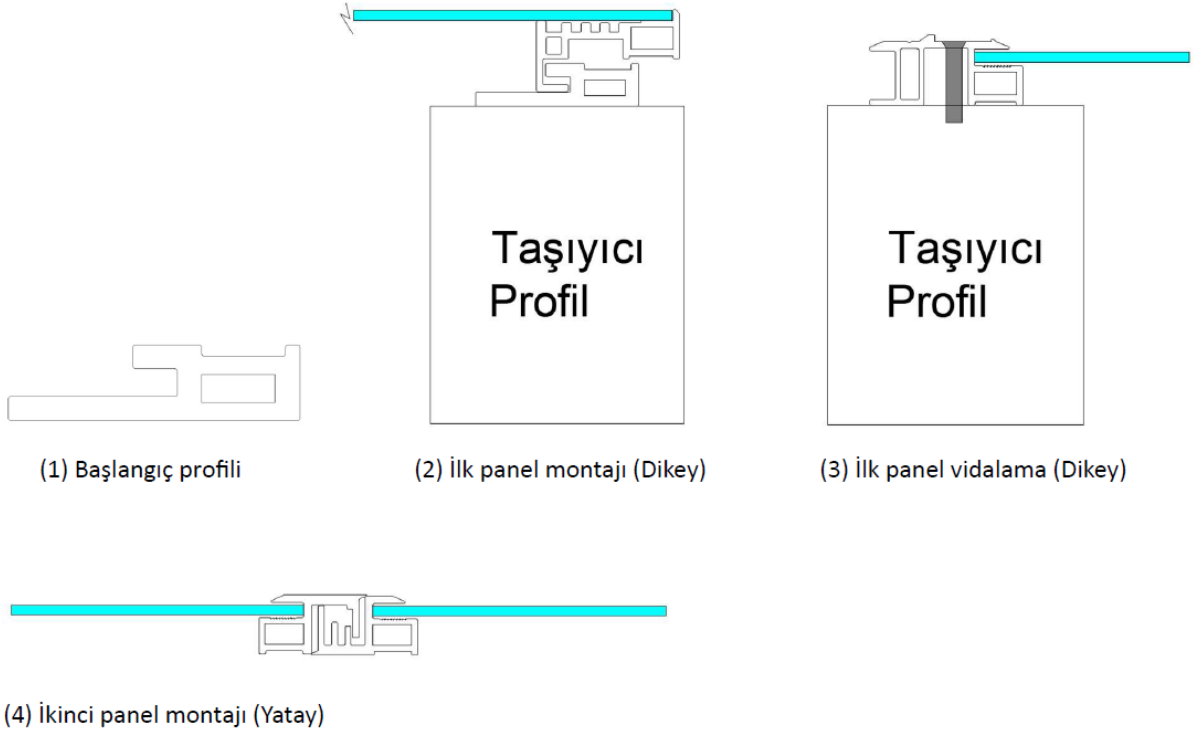 Taşıyıcı
Profil
Taşıyıcı
Profil
(1) Başlangıç profili
(2) İlk panel montajı (Dikey)
(3) İlk panel vidalama (Dikey)
(4) İkinci panel montajı (Yatay)